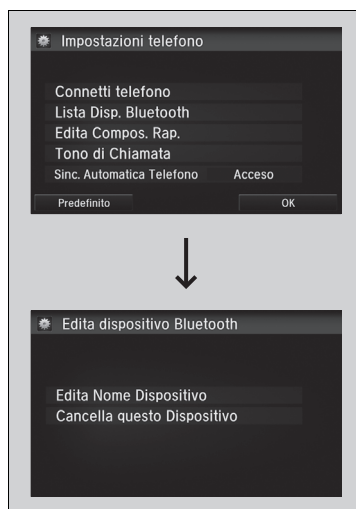 Impostazioni telefono
Connetti telefono
Lista Disp. Bluetooth
Edita Compos. Rap.
Tono di Chiamata
Sinc. Automatica Telefono Acceso
Predefinito OK
Edita dispositivo Bluetooth
Edita Nome Dispositivo
Cancella questo Dispositivo